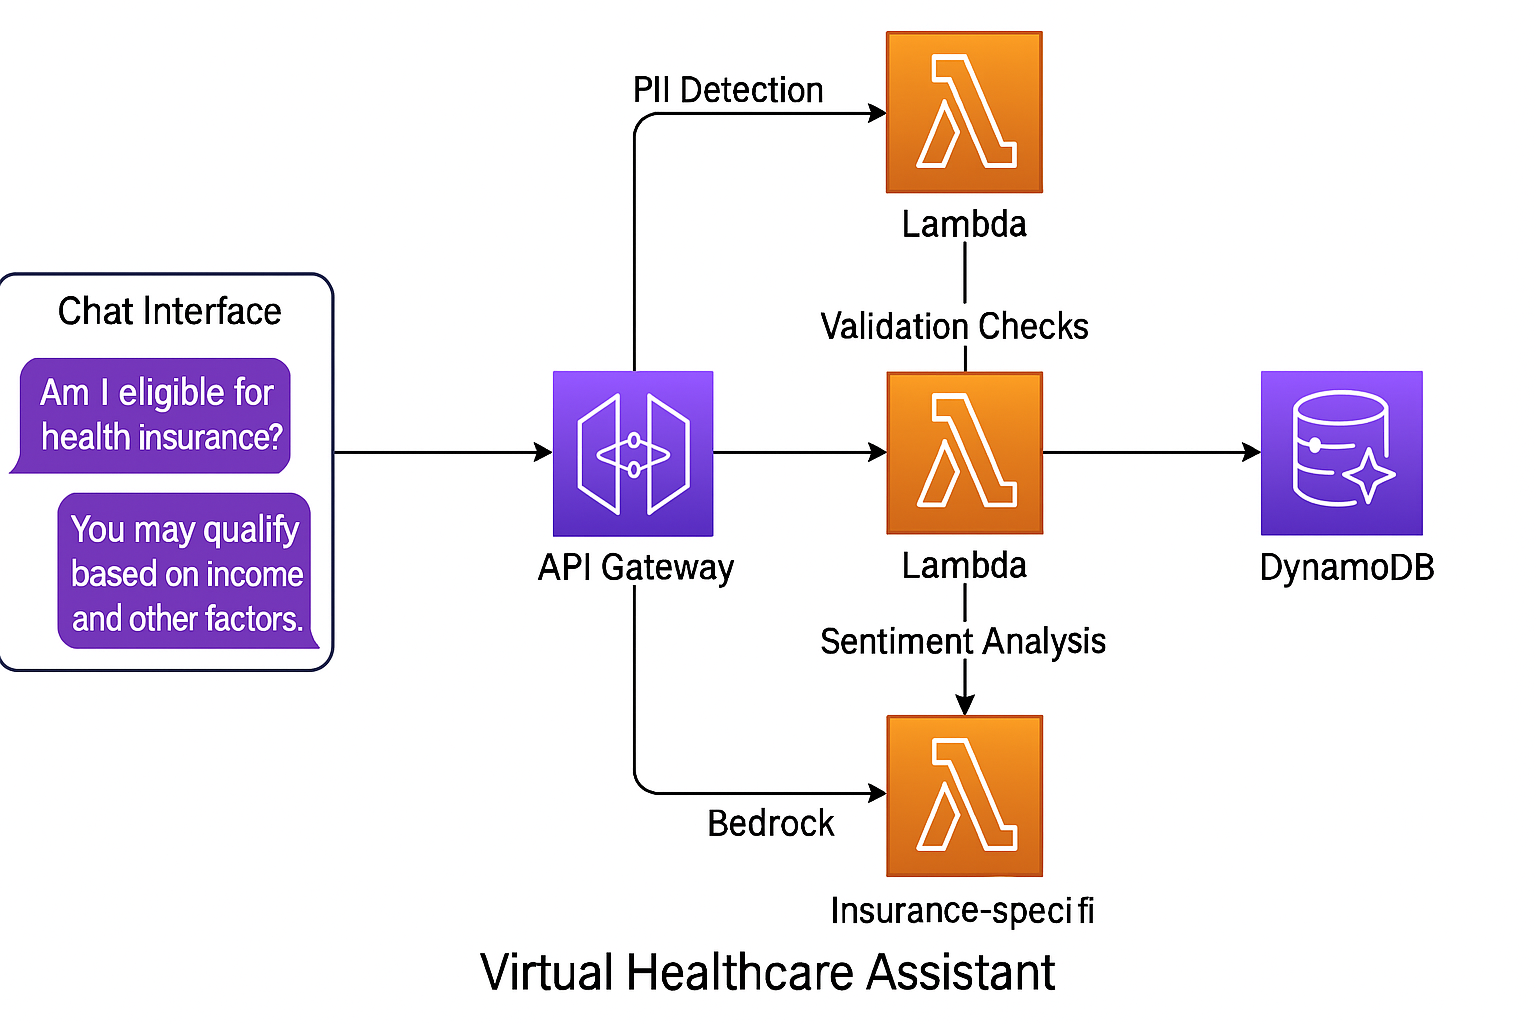 PII Detection
Lambda
Chat Interface
Am I eligible for
health insurance?
You may qualify
based on income
and other factors.
Validation Checks
API Gateway
Lambda
DynamoDB
Sentiment Analysis
Bedrock
Insurance-speci fi
Virtual Healthcare Assistant